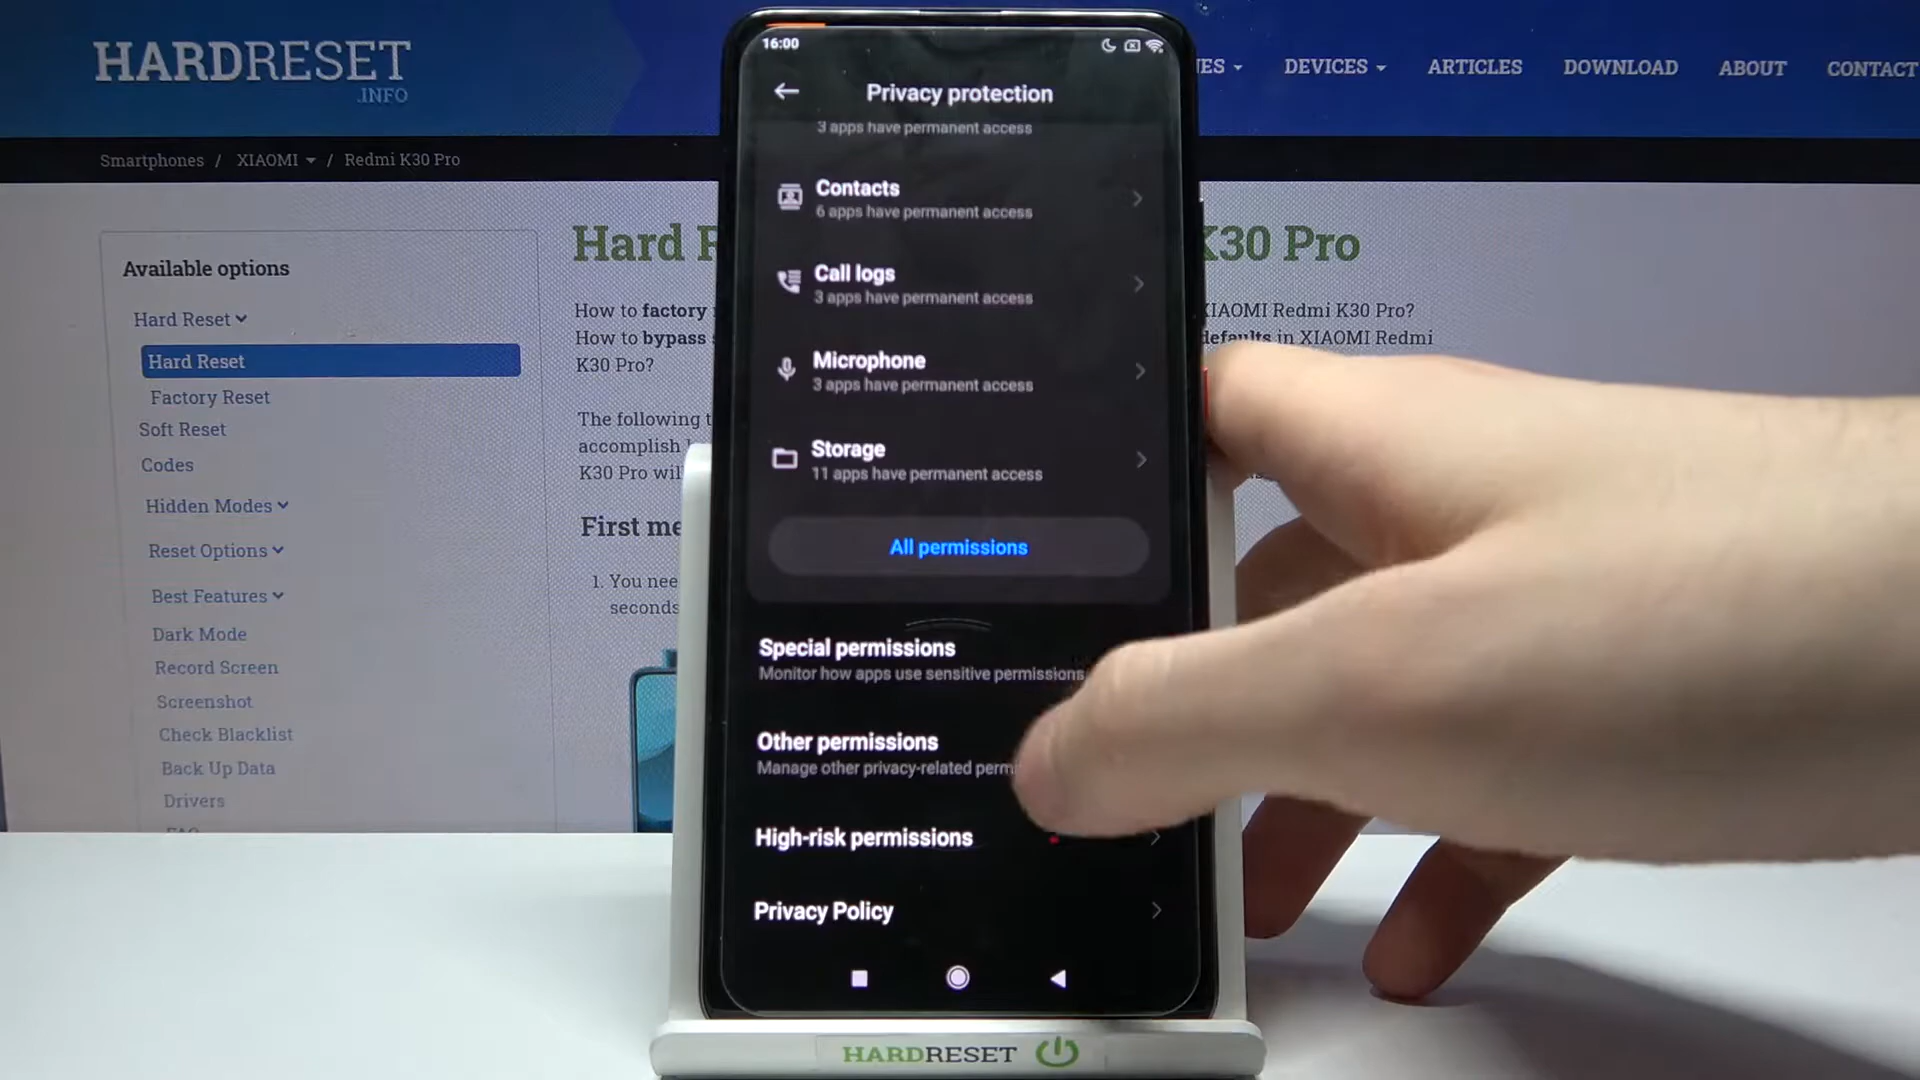 HARDRESET
.INFO
DEVICES
ARTICLES
DOWNLOAD
ABOUT
CONTACT
Smartphones / XIAOMI / Redmi K30 Pro
Available options
Hard Reset
Hard Reset
Factory Reset
Soft Reset
Codes
Hidden Modes
Reset Options
Best Features
Dark Mode
Record Screen
Screenshot
Check Blacklist
Back Up Data
Drivers
Hard
K30 Pro
How to factory
XIAOMI Redmi K30 Pro?
How to bypass
defaults in XIAOMI Redmi
K30 Pro?
The following
accomplish
K30 Pro will
First
1. You
seconds
16:00
Privacy protection
3 apps have permanent access
Contacts
6 apps have permanent access
Call logs
3 apps have permanent access
Microphone
3 apps have permanent access
Storage
11 apps have permanent access
All permissions
Special permissions
Monitor how apps use sensitive permissions
Other permissions
Manage other privacy-related
High-risk permissions
Privacy Policy
HARDRESET